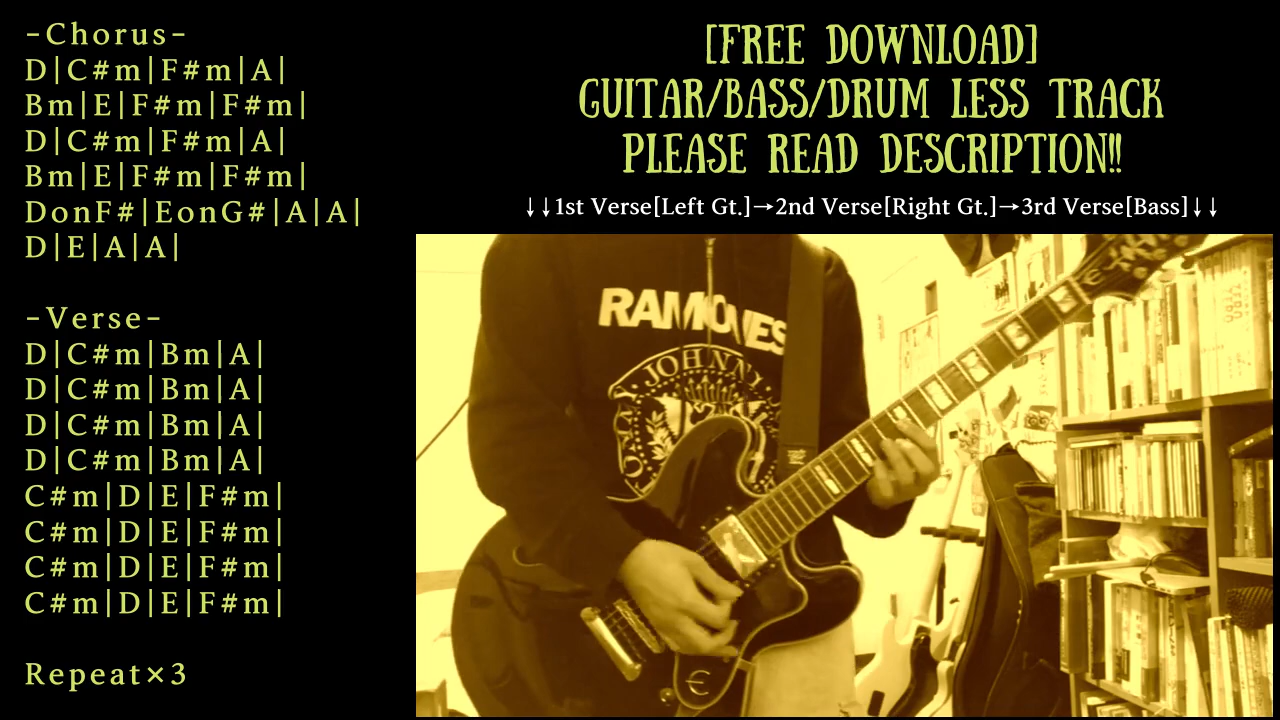 -Chorus-
D|C#m|F#m|A|
Bm|E|F#m|F#m|
D|C#m|F#m|A|
Bm|E|F#m|F#m|
DonF#|EonG#|A|A|
D|E|A|A|

-Verse-
D|C#m|Bm|A|
D|C#m|Bm|A|
D|C#m|Bm|A|
D|C#m|Bm|A|
C#m|D|E|F#m|
C#m|D|E|F#m|
C#m|D|E|F#m|
C#m|D|E|F#m|

Repeat×3
[FREE DOWNLOAD]
GUITAR/BASS/DRUM LESS TRACK
PLEASE READ DESCRIPTION!!
↓↓1st Verse[Left Gt.]→2nd Verse[Right Gt.]→3rd Verse[Bass]↓↓
RAMONES
JOHNNY